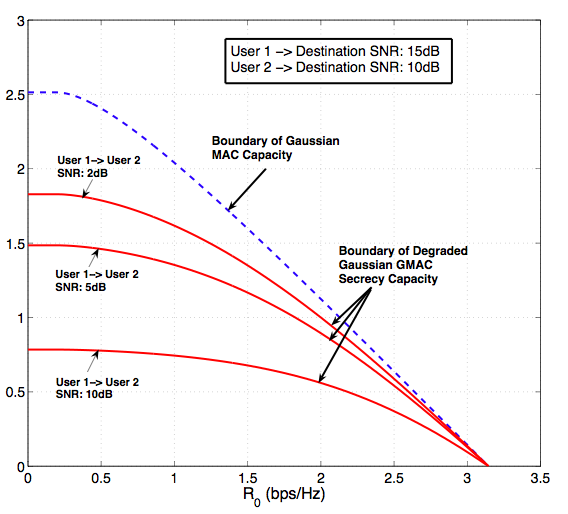 3
User 1 –> Destination SNR: 15dB
User 2 –> Destination SNR: 10dB
2.5
Boundary of Gaussian
MAC Capacity
User 1–> User 2
SNR: 2dB
2
1.5
Boundary of Degraded
Gaussian GMAC
Secrecy Capacity
User 1–> User 2
SNR: 5dB
1
User 1–> User 2
SNR: 10dB
0.5
0
0 0.5 1 1.5 2 2.5 3 3.5
R0 (bps/Hz)